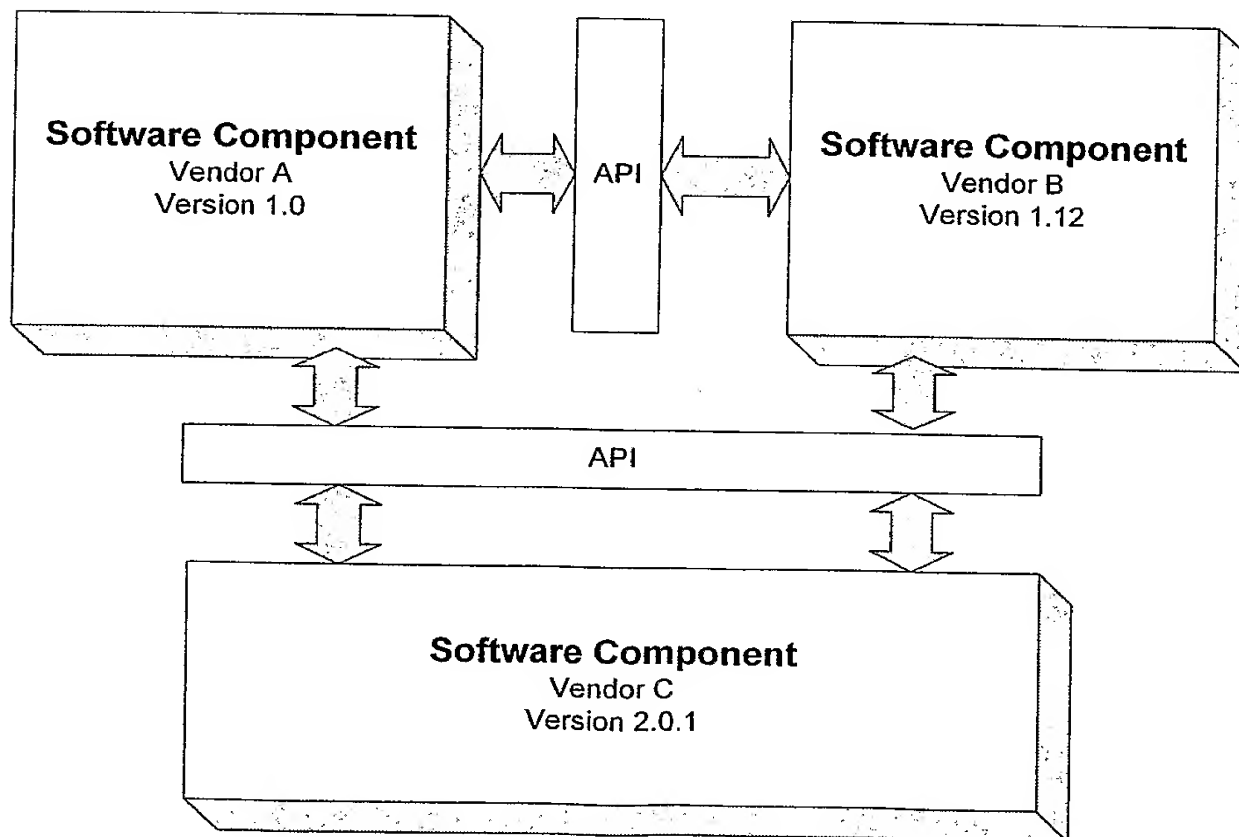 Software Component
Vendor A
Version 1.0
API
Software Component
Vendor B
Version 1.12
API
Software Component
Vendor C
Version 2.0.1